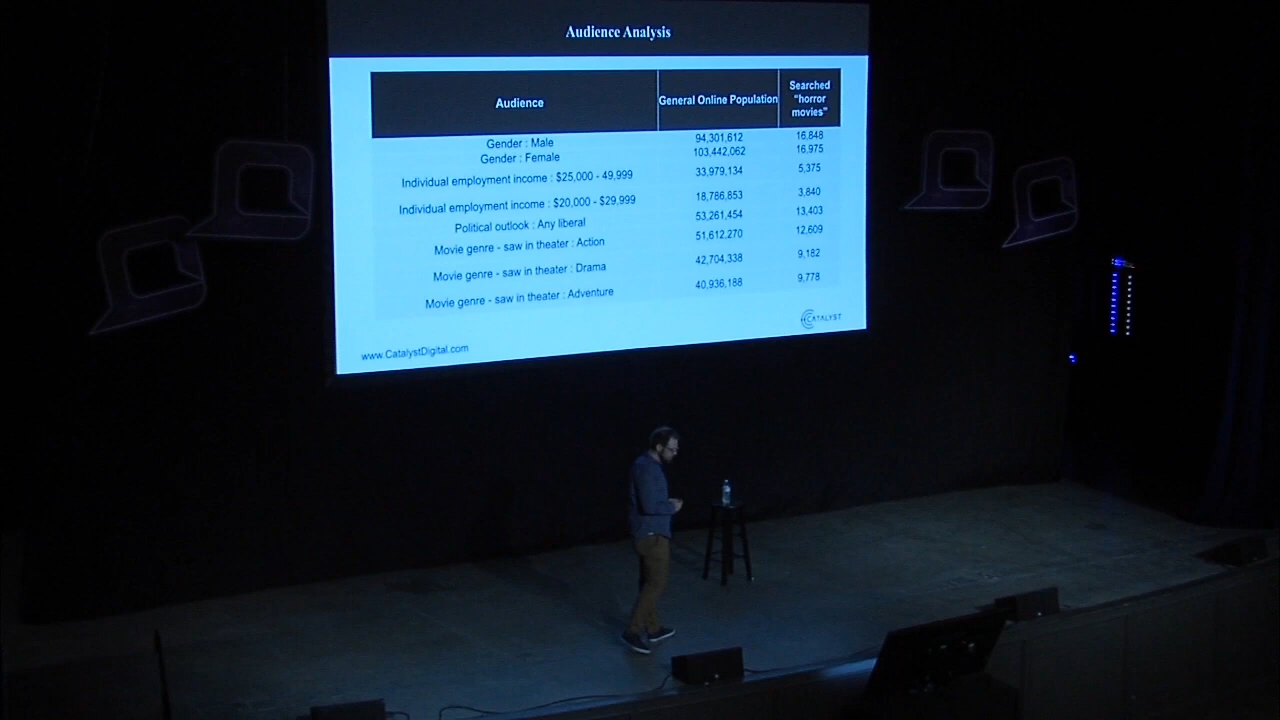 Audience Analysis
Audience General Online Population Searched "horror movies"
Gender : Male 94,301,612 16,848
Gender : Female 103,442,062 16,975
Individual employment income : $25,000 - 49,999 33,979,134 5,375
Individual employment income : $20,000 - $29,999 18,786,853 3,840
Political outlook : Any liberal 53,261,454 13,403
Movie genre - saw in theater : Action 51,612,270 12,609
Movie genre - saw in theater : Drama 42,704,338 9,182
Movie genre - saw in theater : Adventure 40,936,188 9,778
CATALYST
www.CatalystDigital.com